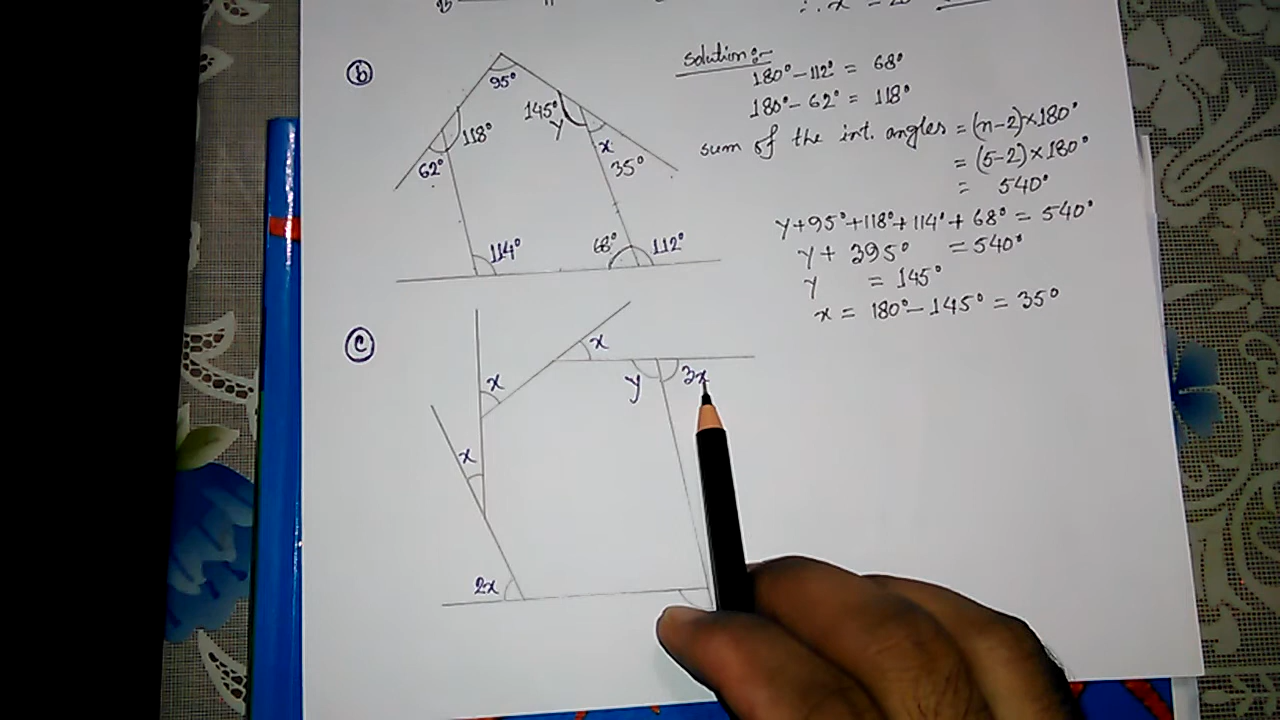 ∴ x = 20
b
95°
145°
y
118°
x
62°
35°
114°
68°
112°
Solution:-
180° - 112° = 68°
180° - 62° = 118°
sum of the int. angles = (n-2)×180°
= (5-2)×180°
= 540°
y+95°+118°+114°+68° = 540°
y + 395° = 540°
y = 145°
x = 180° - 145° = 35°
c
x
x
y
3x
x
2x